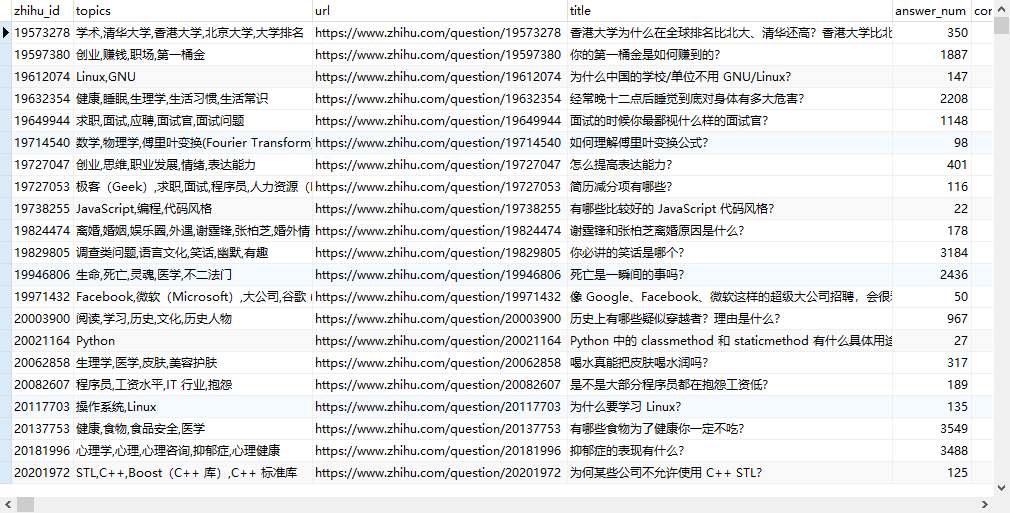 zhihu_id topics url title answer_num con
19573278 学术,清华大学,香港大学,北京大学,大学排名 https://www.zhihu.com/question/19573278 香港大学为什么在全球排名比北大、清华还高？香港大学比北 350
19597380 创业,赚钱,职场,第一桶金 https://www.zhihu.com/question/19597380 你的第一桶金是如何赚到的？ 1887
19612074 Linux,GNU https://www.zhihu.com/question/19612074 为什么中国的学校/单位不用 GNU/Linux？ 147
19632354 健康,睡眠,生理学,生活习惯,生活常识 https://www.zhihu.com/question/19632354 经常晚十二点后睡觉到底对身体有多大危害？ 2208
19649944 求职,面试,应聘,面试官,面试问题 https://www.zhihu.com/question/19649944 面试的时候你最鄙视什么样的面试官？ 1148
19714540 数学,物理学,傅里叶变换(Fourier Transform) https://www.zhihu.com/question/19714540 如何理解傅里叶变换公式？ 98
19727047 创业,思维,职业发展,情绪,表达能力 https://www.zhihu.com/question/19727047 怎么提高表达能力？ 401
19727053 极客（Geek）,求职,面试,程序员,人力资源（ https://www.zhihu.com/question/19727053 简历减分项有哪些？ 116
19738255 JavaScript,编程,代码风格 https://www.zhihu.com/question/19738255 有哪些比较好的 JavaScript 代码风格？ 22
19824474 离婚,婚姻,娱乐圈,外遇,谢霆锋,张柏芝,婚外情 https://www.zhihu.com/question/19824474 谢霆锋和张柏芝离婚原因是什么？ 178
19829805 调查类问题,语言文化,笑话,幽默,有趣 https://www.zhihu.com/question/19829805 你必讲的笑话是哪个？ 3184
19946806 生命,死亡,灵魂,医学,不二法门 https://www.zhihu.com/question/19946806 死亡是一瞬间的事吗？ 2436
19971432 Facebook,微软（Microsoft）,大公司,谷歌 https://www.zhihu.com/question/19971432 像 Google、Facebook、微软这样的超级大公司招聘，会很 50
20003900 阅读,学习,历史,文化,历史人物 https://www.zhihu.com/question/20003900 历史上有哪些疑似穿越者？理由是什么？ 967
20021164 Python https://www.zhihu.com/question/20021164 Python 中的 classmethod 和 staticmethod 有什么具体用途 27
20062858 生理学,医学,皮肤,美容护肤 https://www.zhihu.com/question/20062858 喝水真能把皮肤喝水润吗？ 317
20082607 程序员,工资水平,IT 行业,抱怨 https://www.zhihu.com/question/20082607 是不是大部分程序员都在抱怨工资低？ 189
20117703 操作系统,Linux https://www.zhihu.com/question/20117703 为什么要学习 Linux？ 135
20137753 健康,食物,食品安全,医学 https://www.zhihu.com/question/20137753 有哪些食物为了健康你一定不吃？ 3549
20181996 心理学,心理,心理咨询,抑郁症,心理健康 https://www.zhihu.com/question/20181996 抑郁症的表现有什么？ 3488
20201972 STL,C++,Boost（C++ 库）,C++ 标准库 https://www.zhihu.com/question/20201972 为何某些公司不允许使用 C++ STL？ 125